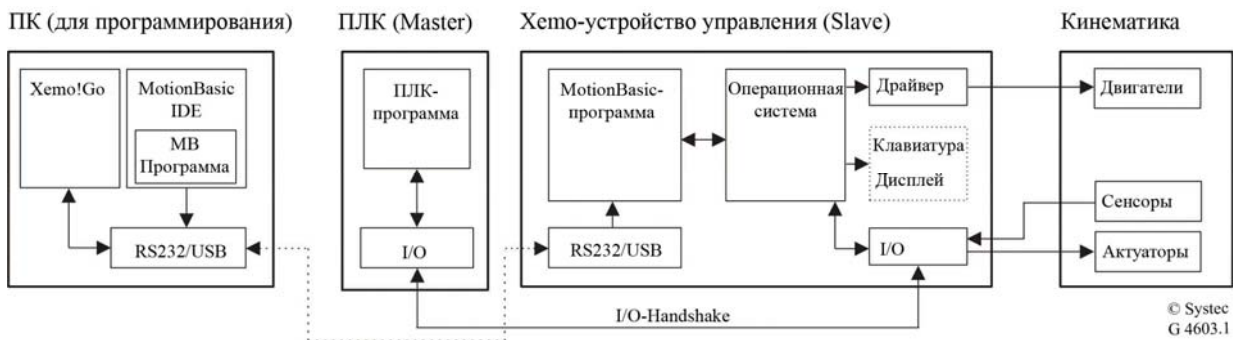 ПК (для программирования)
Xemo!Go
MotionBasic
IDE
MB
Программа
RS232/USB
ПЛК (Master)
ПЛК-
программа
I/O
Xemo-устройство управления (Slave)
MotionBasic-
программа
RS232/USB
Операционная
система
Драйвер
Клавиатура
Дисплей
I/O
Кинематика
Двигатели
Сенсоры
Актуаторы
I/O-Handshake
© Systec
G 4603.1